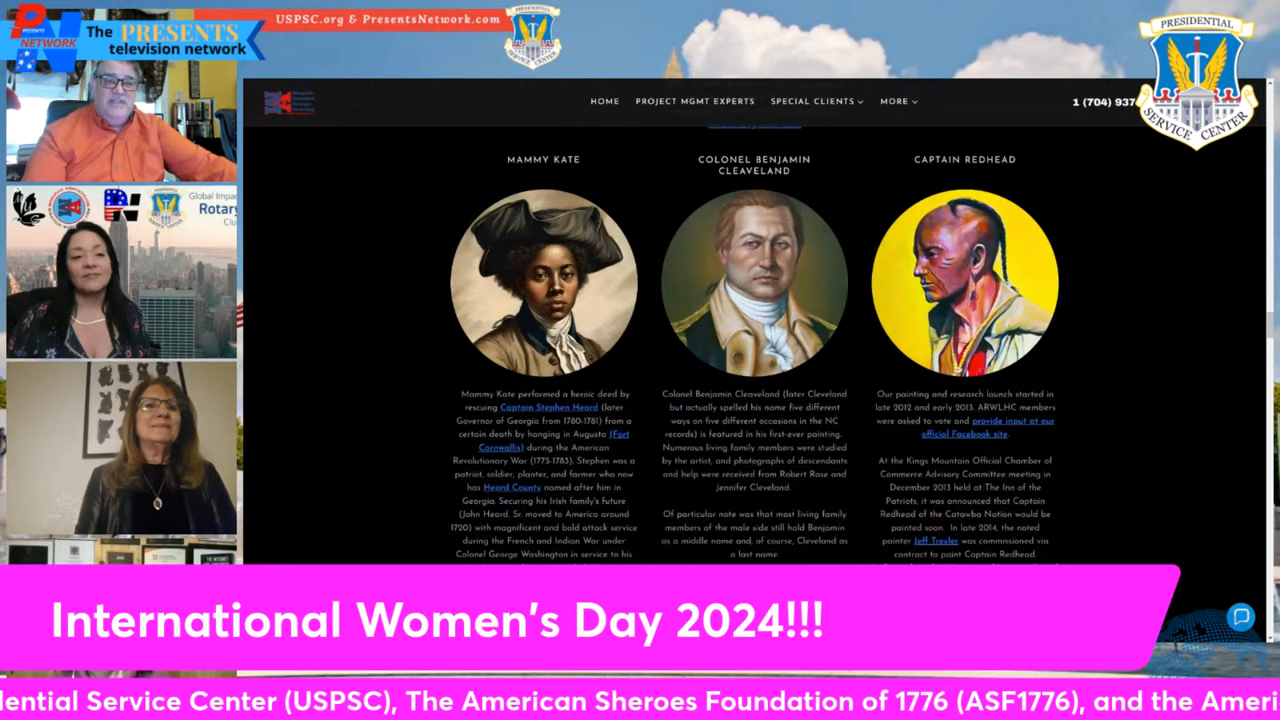 PRESENTS
NETWORK
The PRESENTS
television network
USPSC.org & PresentsNetwork.com
PRESIDENTIAL
SERVICE CENTER
Global Impa
Rotary
Clu
HOME
PROJECT MGMT EXPERTS
SPECIAL CLIENTS
MORE
1 (704) 937
MAMMY KATE
Mammy Kate performed a heroic deed by
rescuing Captain Stephen Heard (later
Governor of Georgia from 1780-1781) from a
certain death by hanging in Augusta (Fort
Cornwallis) during the American
Revolutionary War (1775-1783). Stephen was a
patriot, soldier, planter, and farmer who now
has Heard County named after him in
Georgia. Securing his Irish family's future
(John Heard, Sr. moved to America around
1720) with magnificent and bold attack service
during the French and Indian War under
Colonel George Washington in service to his
COLONEL BENJAMIN
CLEAVELAND
Colonel Benjamin Cleaveland (later Cleveland
but actually spelled his name five different
ways on five different occasions in the NC
records) is featured in his first-ever painting.
Numerous living family members were studied
by the artist, and photographs of descendants
and help were received from Robert Rose and
Jennifer Cleveland.
Of particular note was that most living family
members of the male side still hold Benjamin
as a middle name and, of course, Cleveland as
a last name.
CAPTAIN REDHEAD
Our painting and research launch started in
late 2012 and early 2013. ARWLHC members
were asked to vote and provide input at our
official Facebook site.
At the Kings Mountain Official Chamber of
Commerce Advisory Committee meeting in
December 2013 held at The Inn of the
Patriots, it was announced that Captain
Redhead of the Catawba Nation would be
painted soon. In late 2014, the noted
painter Jeff Trexler was commissioned via
contract to paint Captain Redhead.
International Women's Day 2024!!!
dential Service Center (USPSC), The American Sheroes Foundation of 1776 (ASF1776), and the Ameri